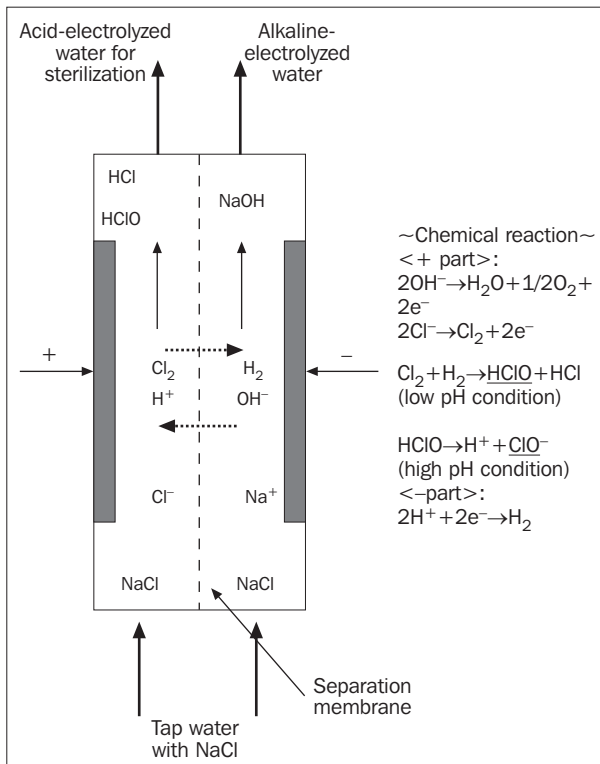 Acid-electrolyzed
water for
sterilization
Alkaline-
electrolyzed
water
HCl
HClO
NaOH
+
−
Cl₂
H⁺
H₂
OH⁻
Cl⁻
Na⁺
NaCl
NaCl
Tap water
with NaCl
Separation
membrane
~Chemical reaction~
<+ part>:
2OH⁻→H₂O+1/2O₂+
2e⁻
2Cl⁻→Cl₂+2e⁻
Cl₂+H₂→HClO+HCl
(low pH condition)
HClO→H⁺+ClO⁻
(high pH condition)
<−part>:
2H⁺+2e⁻→H₂